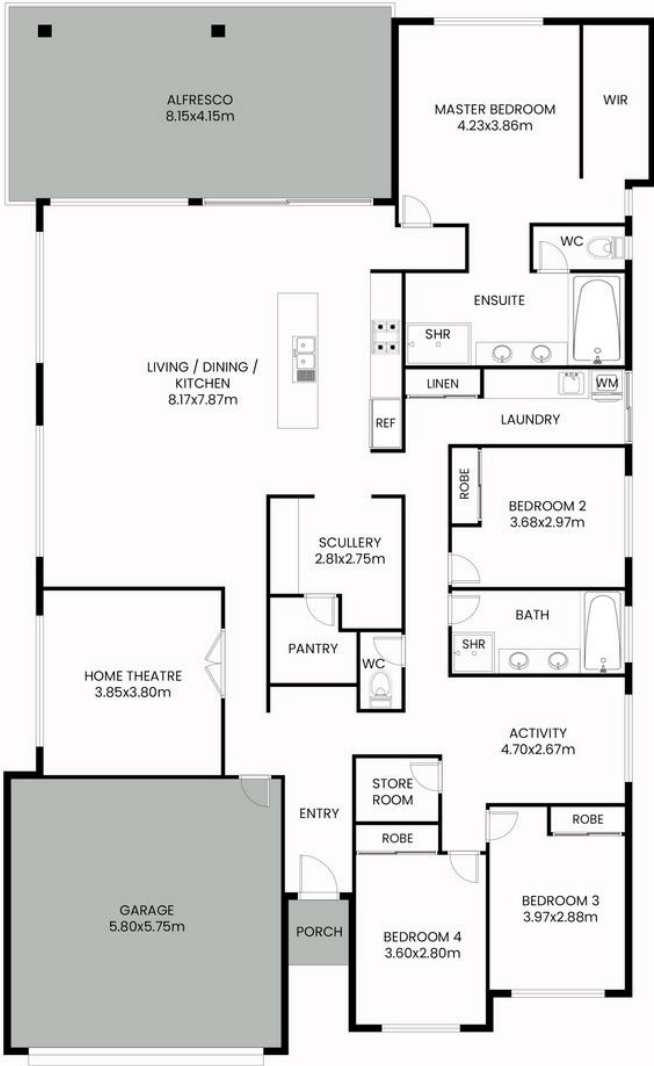 ALFRESCO
8.15x4.15m
MASTER BEDROOM
4.23x3.86m
WIR
WC
ENSUITE
SHR
LIVING / DINING /
KITCHEN
8.17x7.87m
REF
LINEN
WM
LAUNDRY
ROBE
BEDROOM 2
3.68x2.97m
SCULLERY
2.81x2.75m
BATH
SHR
PANTRY
WC
HOME THEATRE
3.85x3.80m
ACTIVITY
4.70x2.67m
STORE
ROOM
ENTRY
ROBE
ROBE
GARAGE
5.80x5.75m
PORCH
BEDROOM 4
3.60x2.80m
BEDROOM 3
3.97x2.88m